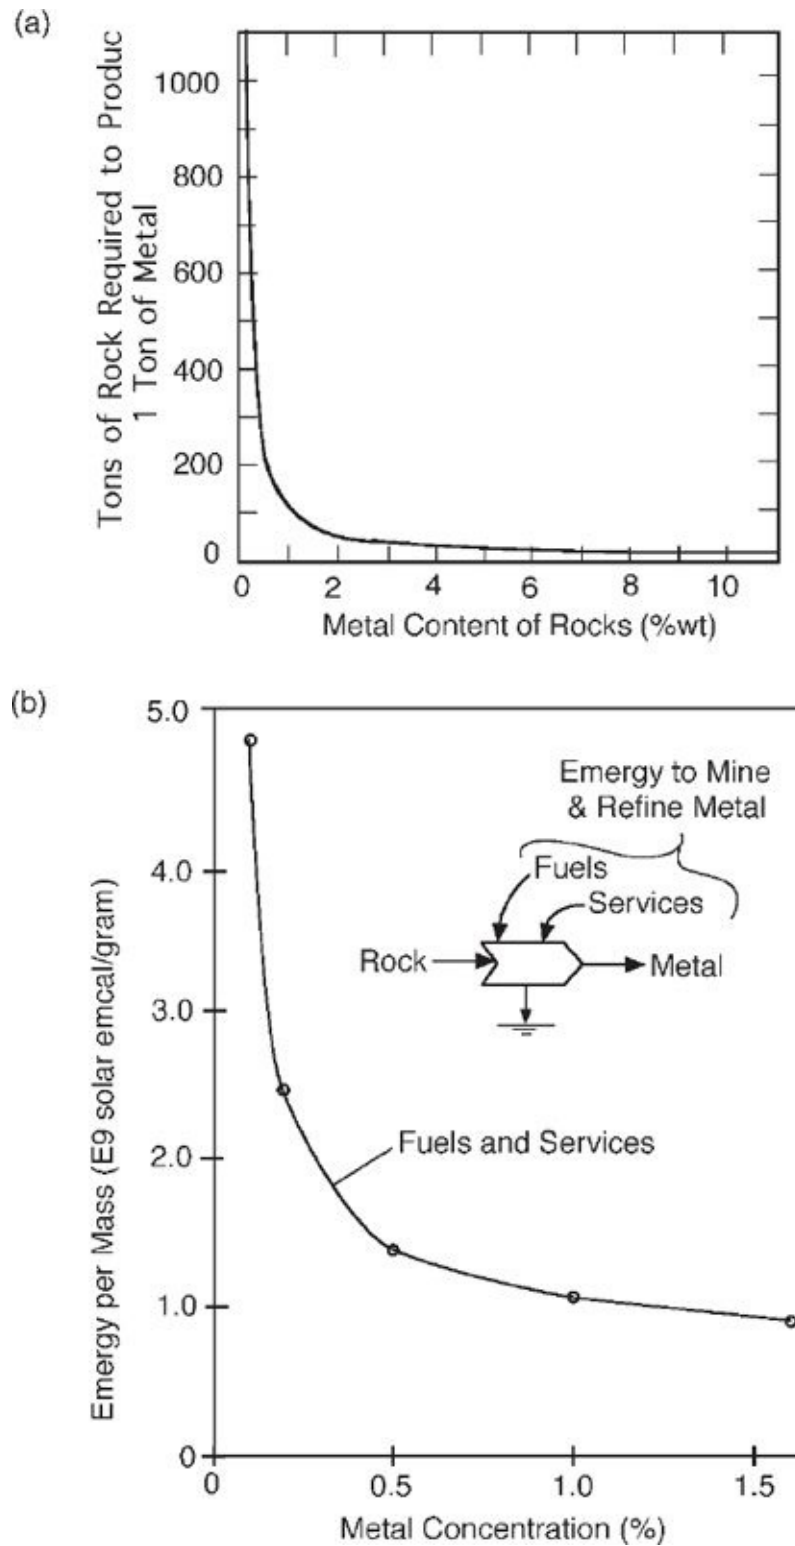 (a)
Tons of Rock Required to Produc
1 Ton of Metal
1000
800
600
400
200
0
0 2 4 6 8 10
Metal Content of Rocks (%wt)
(b)
Emergy per Mass (E9 solar emcal/gram)
5.0
4.0
3.0
2.0
1.0
0
Emergy to Mine
& Refine Metal
Fuels
Services
Rock
Metal
Fuels and Services
0 0.5 1.0 1.5
Metal Concentration (%)